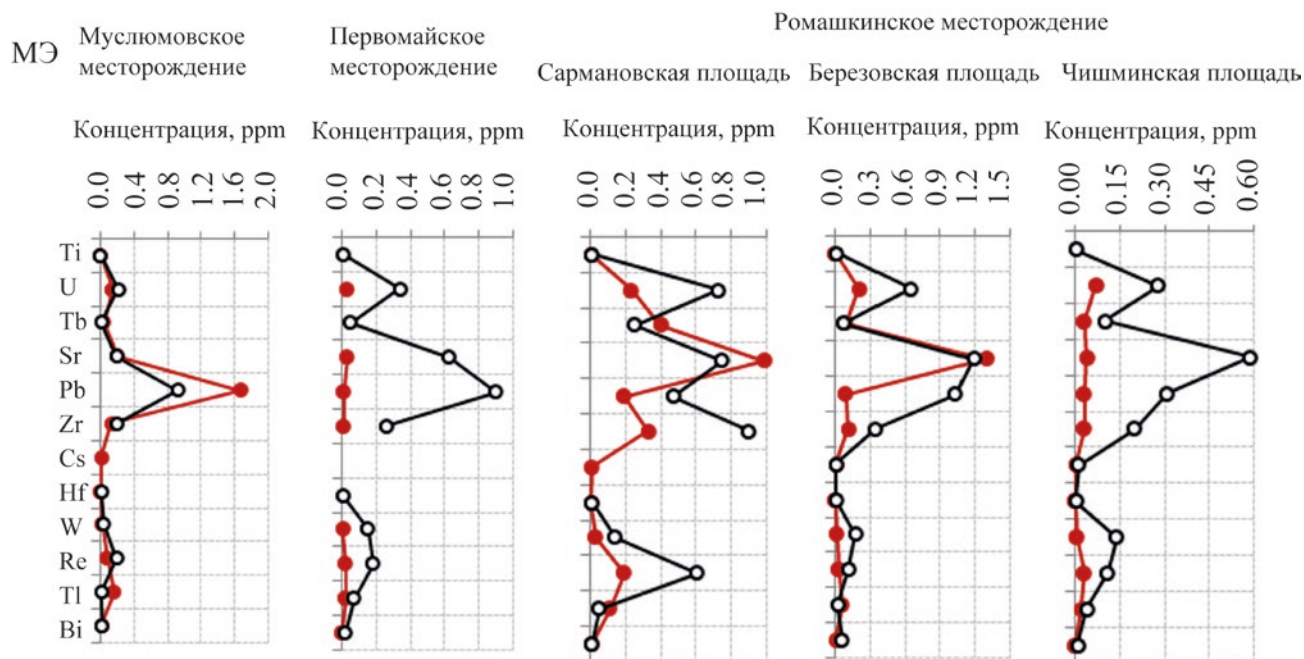 Ромашкинское месторождение
МЭ
Муслюмовское
месторождение
Первомайское
месторождение
Сармановская площадь
Березовская площадь
Чишминская площадь
Концентрация, ppm
Концентрация, ppm
Концентрация, ppm
Концентрация, ppm
Концентрация, ppm
0.0 0.4 0.8 1.2 1.6 2.0
0.0 0.2 0.4 0.6 0.8 1.0
0.0 0.2 0.4 0.6 0.8 1.0
0.0 0.3 0.6 0.9 1.2 1.5
0.00 0.15 0.30 0.45 0.60
Ti
U
Tb
Sr
Pb
Zr
Cs
Hf
W
Re
Tl
Bi